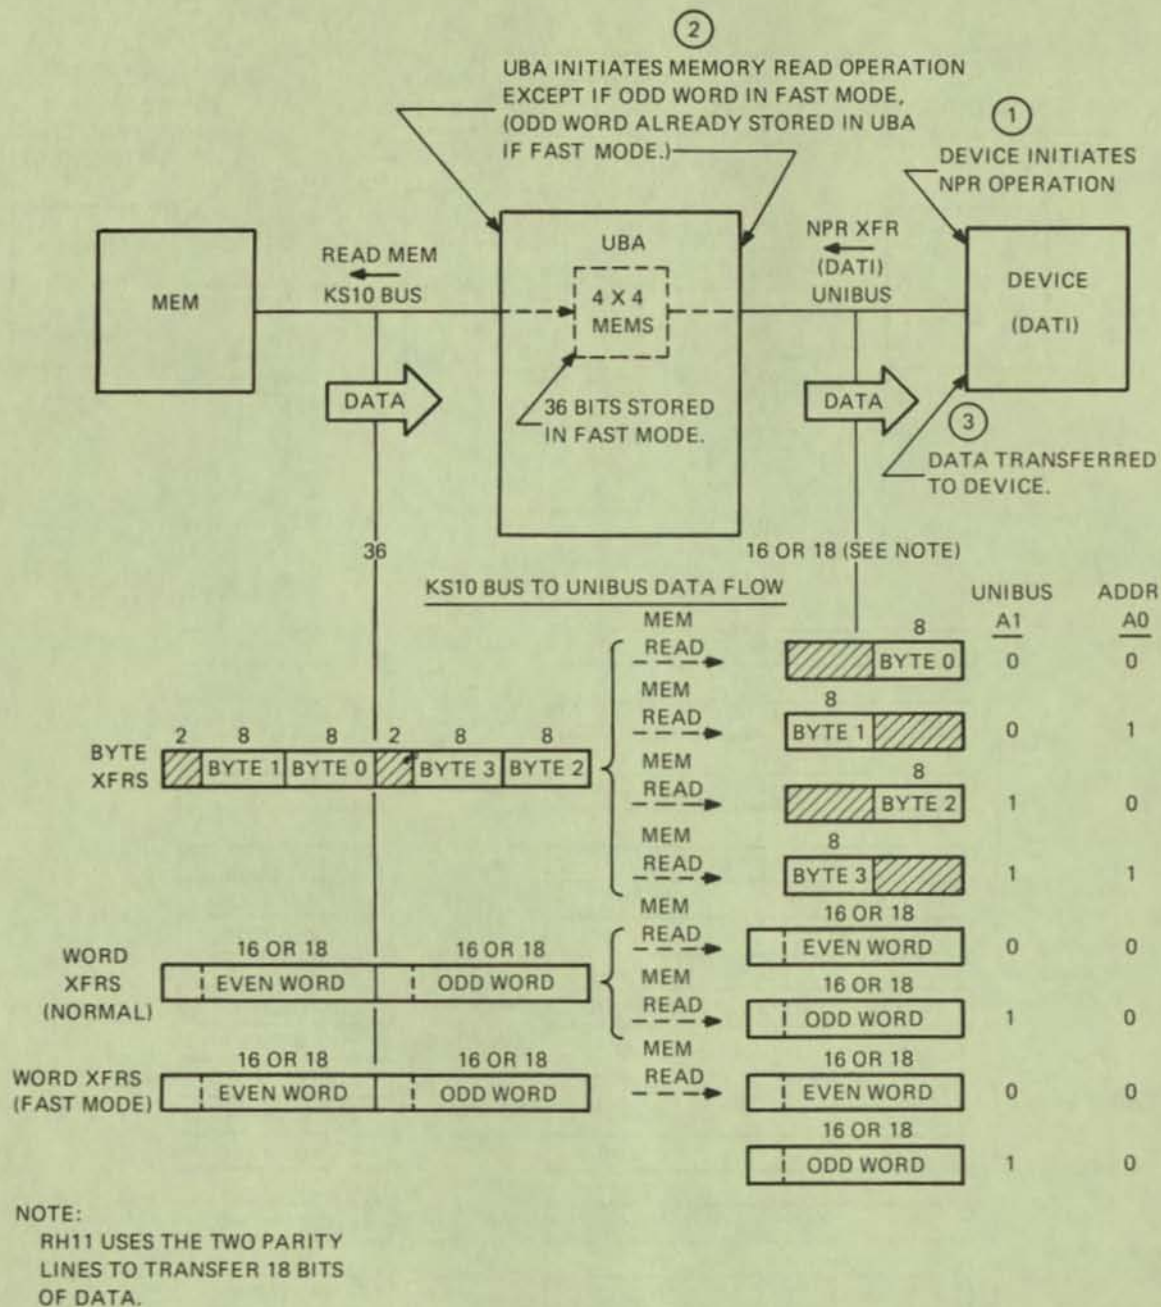 2
UBA INITIATES MEMORY READ OPERATION
EXCEPT IF ODD WORD IN FAST MODE,
(ODD WORD ALREADY STORED IN UBA
IF FAST MODE.)
1
DEVICE INITIATES
NPR OPERATION
MEM
READ MEM
KS10 BUS
UBA
4 X 4
MEMS
NPR XFR
(DATI)
UNIBUS
DEVICE
(DATI)
DATA
36 BITS STORED
IN FAST MODE.
DATA
3
DATA TRANSFERRED
TO DEVICE.
36
16 OR 18 (SEE NOTE)
KS10 BUS TO UNIBUS DATA FLOW
UNIBUS ADDR
A1 A0
MEM
READ
8
BYTE 0
0 0
MEM
READ
8
BYTE 1
0 1
BYTE
XFRS
2 8 8 2 8 8
BYTE 1 BYTE 0 BYTE 3 BYTE 2
MEM
READ
8
BYTE 2
1 0
MEM
READ
8
BYTE 3
1 1
WORD
XFRS
(NORMAL)
16 OR 18 16 OR 18
EVEN WORD ODD WORD
MEM
READ
16 OR 18
EVEN WORD
0 0
MEM
READ
16 OR 18
ODD WORD
1 0
WORD XFRS
(FAST MODE)
16 OR 18 16 OR 18
EVEN WORD ODD WORD
MEM
READ
16 OR 18
EVEN WORD
0 0
16 OR 18
ODD WORD
1 0
NOTE:
RH11 USES THE TWO PARITY
LINES TO TRANSFER 18 BITS
OF DATA.